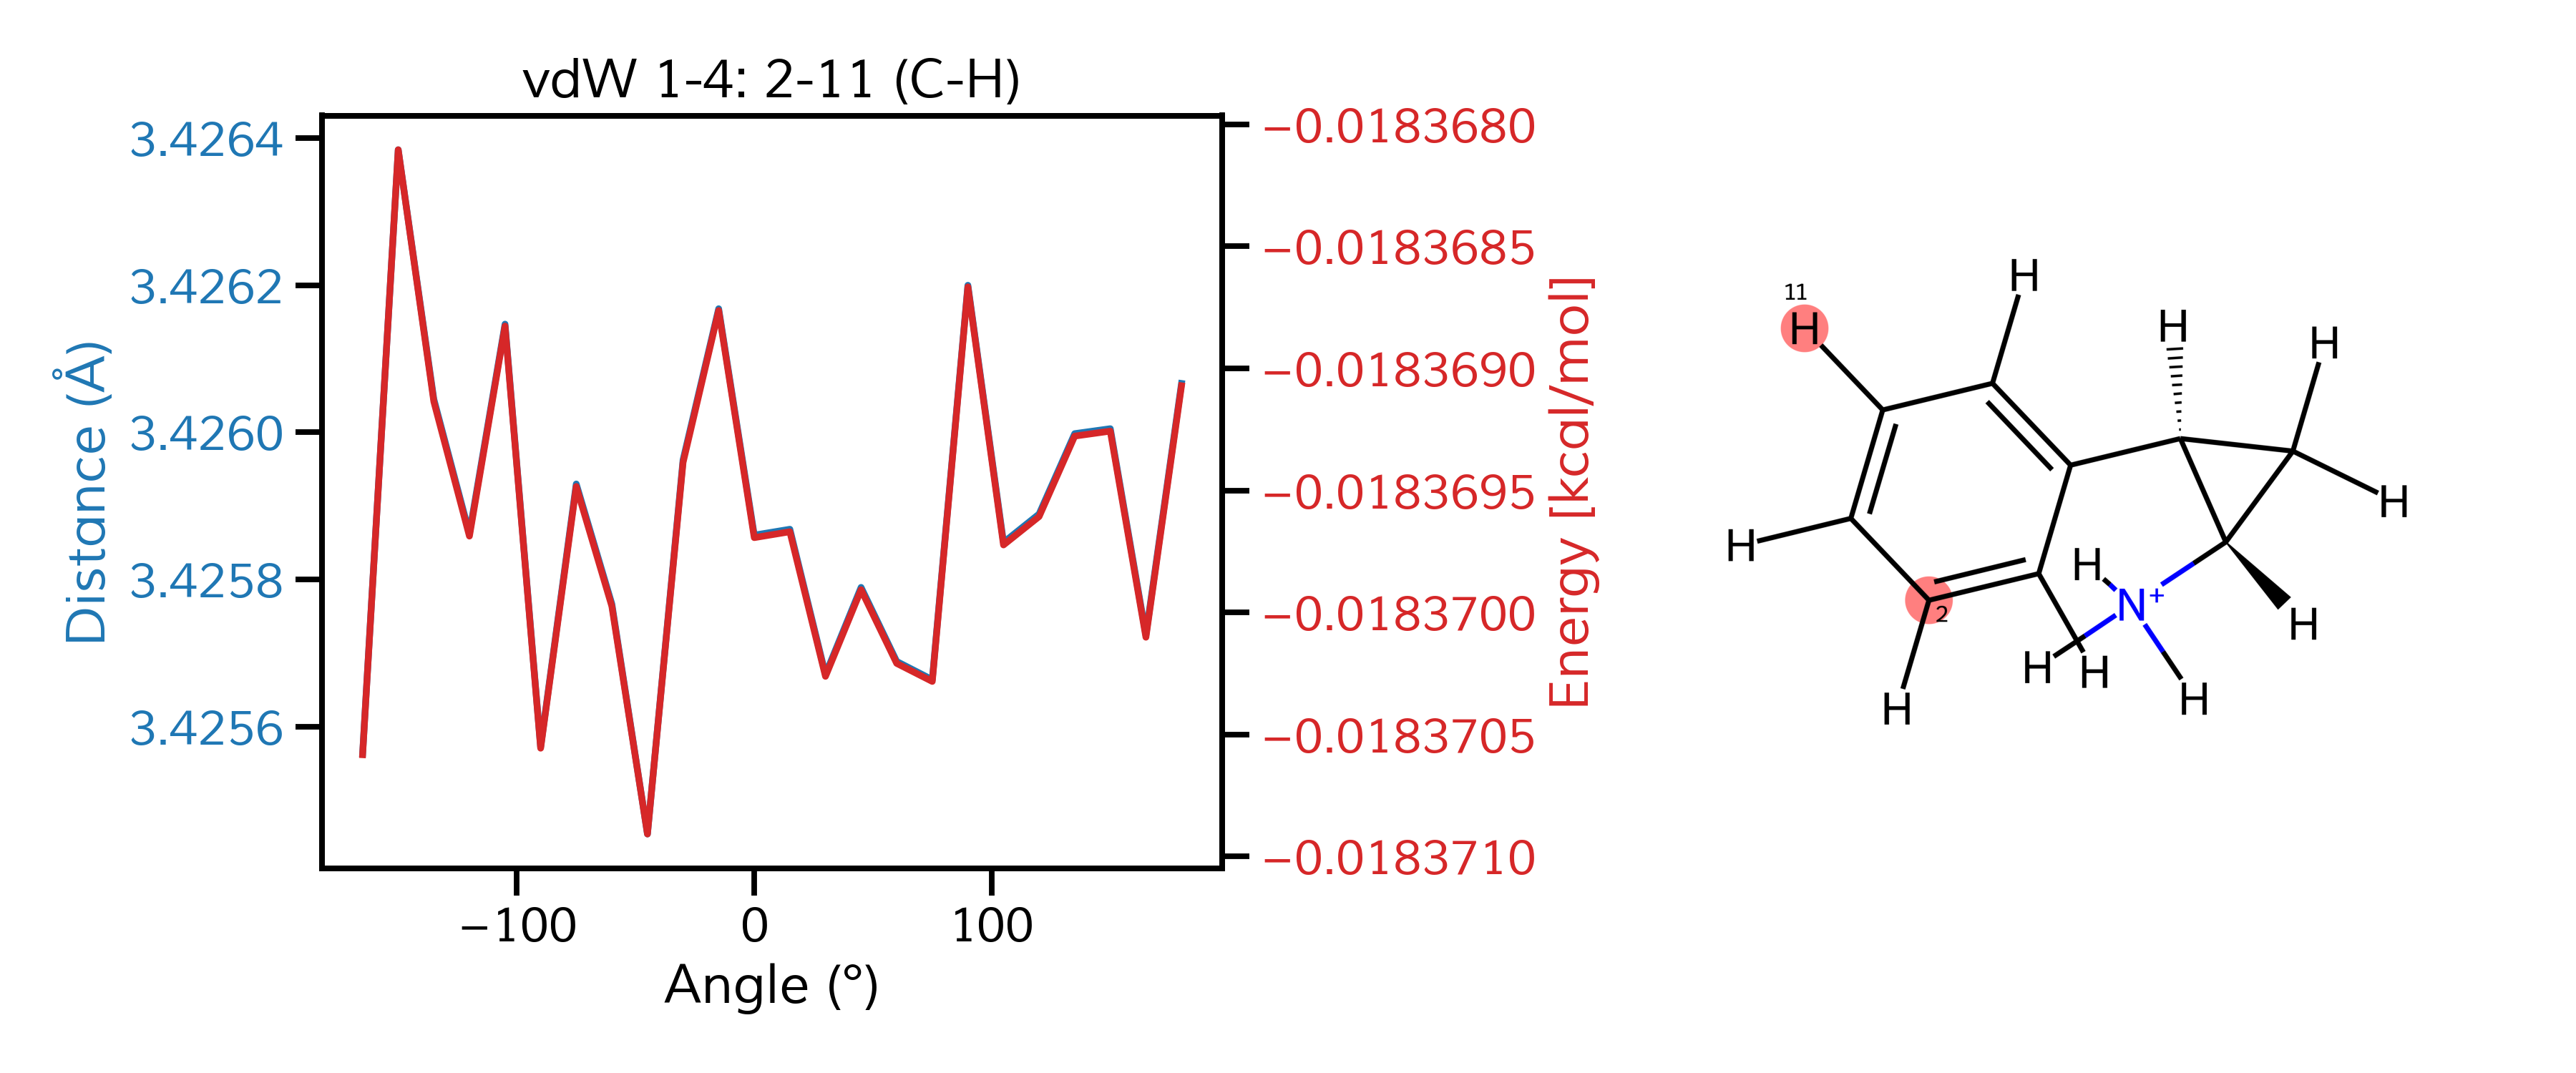 vdW 1-4: 2-11 (C-H)
Distance (Å)
3.4264
3.4262
3.4260
3.4258
3.4256
−0.0183680
−0.0183685
−0.0183690
−0.0183695
−0.0183700
−0.0183705
−0.0183710
Energy [kcal/mol]
−100
0
100
Angle (°)
H
11
H
H
H
H
H
H
N+
2
H
H
H
H
H